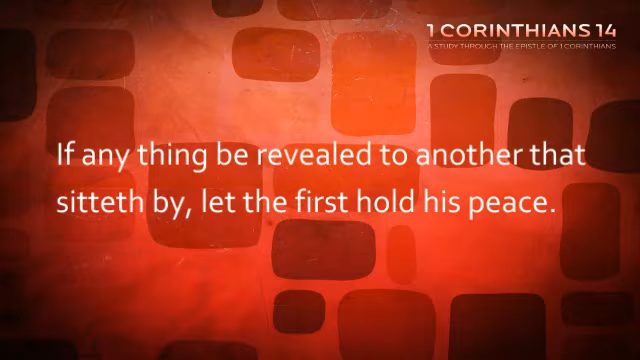 1 CORINTHIANS 14
A STUDY THROUGH THE EPISTLE OF 1 CORINTHIANS
If any thing be revealed to another that
sitteth by, let the first hold his peace.